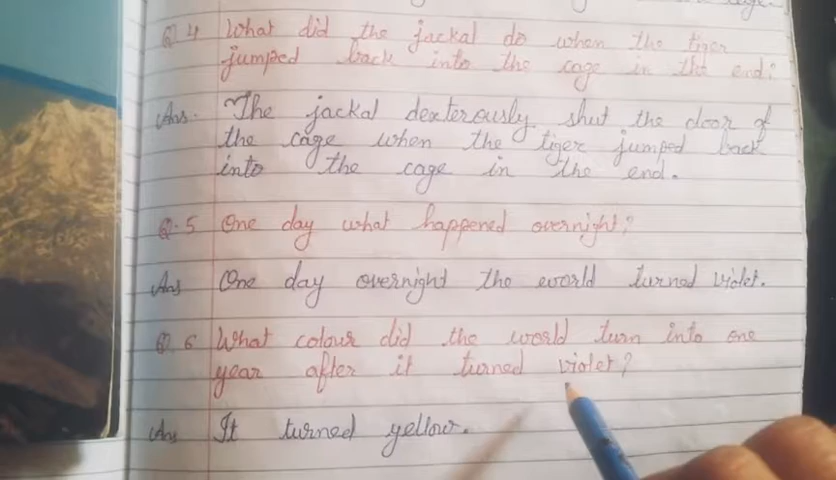 Q 4 What did the jackal do when the tiger
jumped back into the cage in the end?
Ans. The jackal dexterously shut the door of
the cage when the tiger jumped back
into the cage in the end.
Q. 5 One day what happened overnight?
Ans One day overnight the world turned violet.
Q. 6 What colour did the world turn into one
year after it turned violet?
Ans It turned yellow.